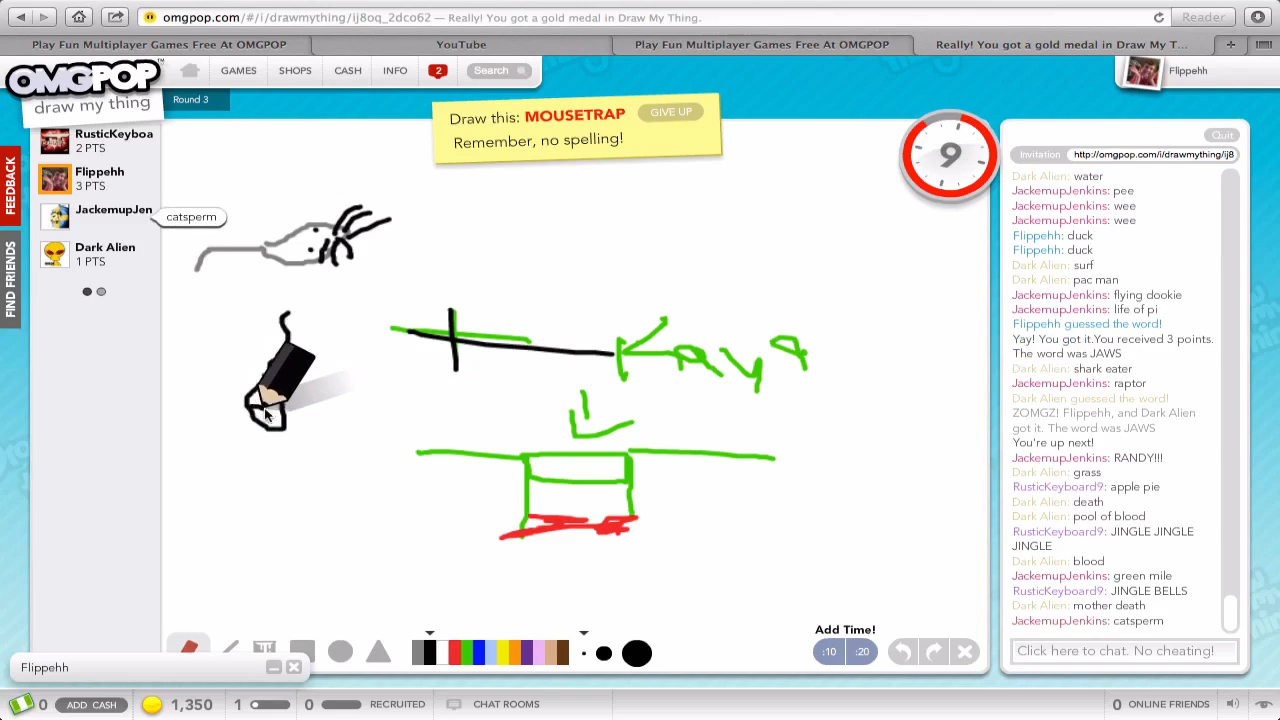 omgpop.com/#/i/drawmything/ij8oq_2dco62 — Really! You got a gold medal in Draw My Thing.
Reader
Play Fun Multiplayer Games Free At OMGPOP
YouTube
Play Fun Multiplayer Games Free At OMGPOP
Really! You got a gold medal in Draw My T...
OMGPOP
GAMES
SHOPS
CASH
INFO
2
Search
Flippehh
draw my thing
Round 3
Draw this: MOUSETRAP
GIVE UP
Remember, no spelling!
9
FEEDBACK
FIND FRIENDS
RusticKeyboa
2 PTS
Flippehh
3 PTS
JackemupJen
catsperm
Dark Alien
1 PTS
Quit
Invitation
http://omgpop.com/i/drawmything/ij8
Dark Alien: water
JackemupJenkins: pee
JackemupJenkins: wee
JackemupJenkins: wee
Flippehh: duck
Flippehh: duck
Dark Alien: surf
Dark Alien: pac man
JackemupJenkins: flying dookie
JackemupJenkins: life of pi
Flippehh guessed the word!
Yay! You got it.You received 3 points.
The word was JAWS
Dark Alien: shark eater
JackemupJenkins: raptor
Dark Alien guessed the word!
ZOMGZ! Flippehh, and Dark Alien
got it. The word was JAWS
You're up next!
JackemupJenkins: RANDY!!!
Dark Alien: grass
RusticKeyboard9: apple pie
Dark Alien: death
Dark Alien: pool of blood
RusticKeyboard9: JINGLE JINGLE
JINGLE
Dark Alien: blood
JackemupJenkins: green mile
RusticKeyboard9: JINGLE BELLS
Dark Alien: mother death
JackemupJenkins: catsperm
Click here to chat. No cheating!
Add Time!
:10
:20
Flippehh
0
ADD CASH
1,350
1
0
RECRUITED
CHAT ROOMS
0 ONLINE FRIENDS